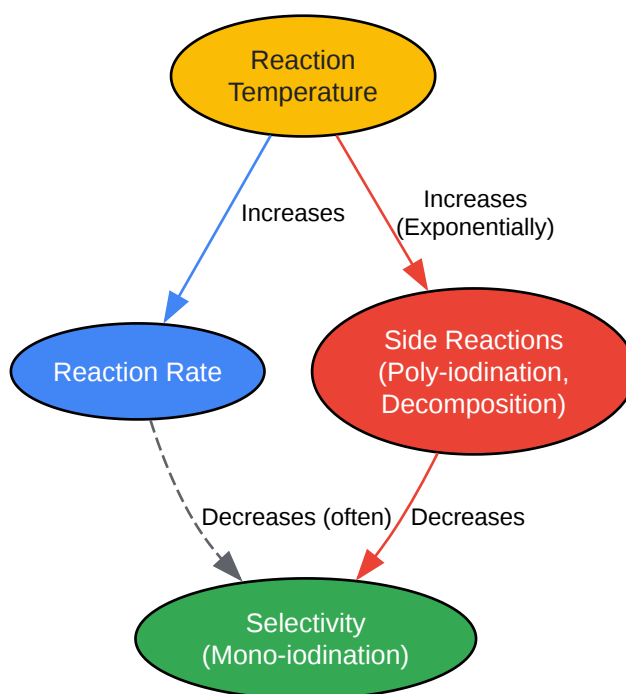 Reaction
Temperature
Increases
Increases
(Exponentially)
Reaction Rate
Side Reactions
(Poly-iodination,
Decomposition)
Decreases (often)
Decreases
Selectivity
(Mono-iodination)